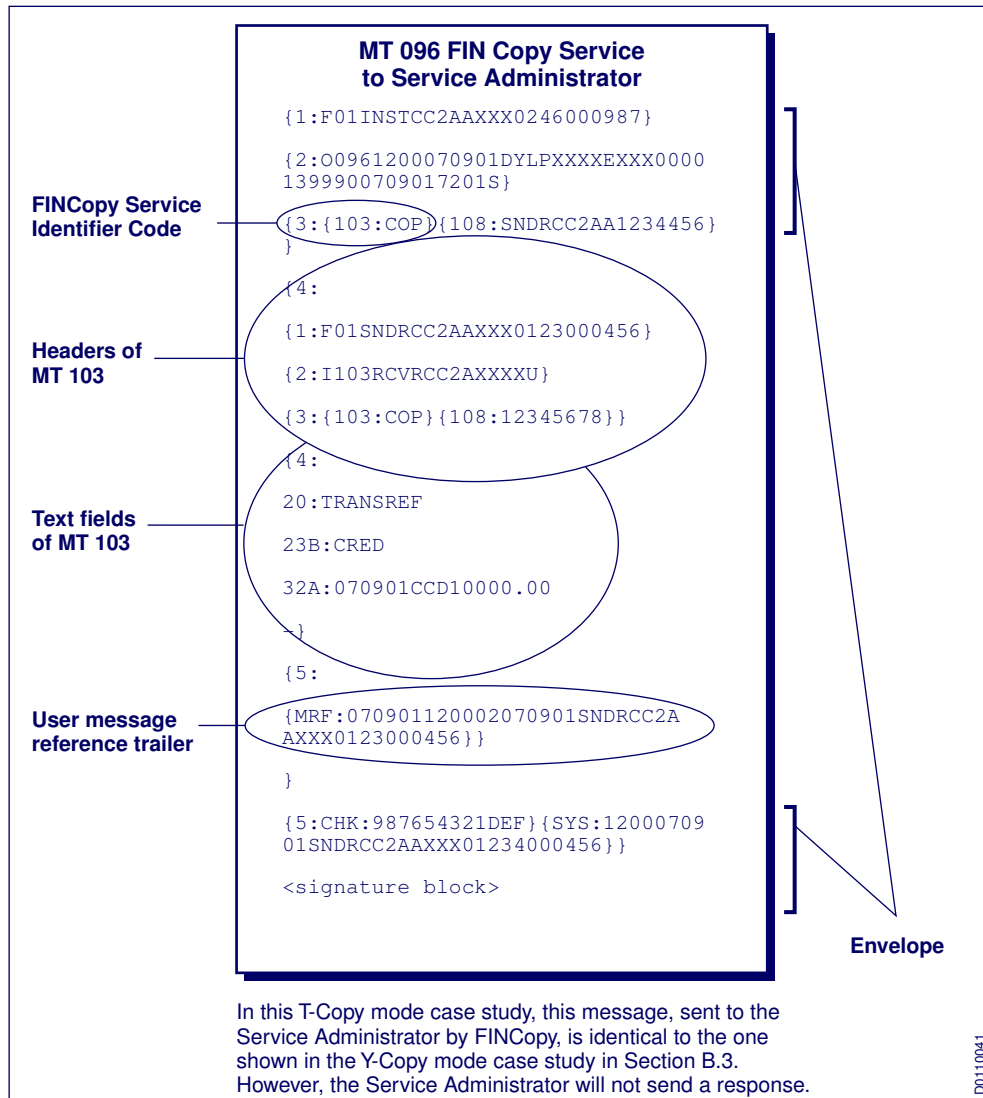 MT 096 FIN Copy Service
to Service Administrator
{1:F01INSTCC2AAXXX0246000987}
{2:O0961200070901DYLPXXXXEXXX0000
1399900709017201S}
FINCopy Service
Identifier Code
{3:{103:COP}{108:SNDRCC2AA1234456}
}
{4:
{1:F01SNDRCC2AAXXX0123000456}
Headers of
MT 103
{2:I103RCVRCC2AXXXXU}
{3:{103:COP}{108:12345678}}
{4:
20:TRANSREF
Text fields
of MT 103
23B:CRED
32A:070901CCD10000.00
-}
{5:
User message
reference trailer
{MRF:070901120002070901SNDRCC2A
AXXX0123000456}}
}
{5:CHK:987654321DEF}{SYS:12000709
01SNDRCC2AAXXX01234000456}}
<signature block>
Envelope
In this T-Copy mode case study, this message, sent to the
Service Administrator by FINCopy, is identical to the one
shown in the Y-Copy mode case study in Section B.3.
However, the Service Administrator will not send a response.
D0110041